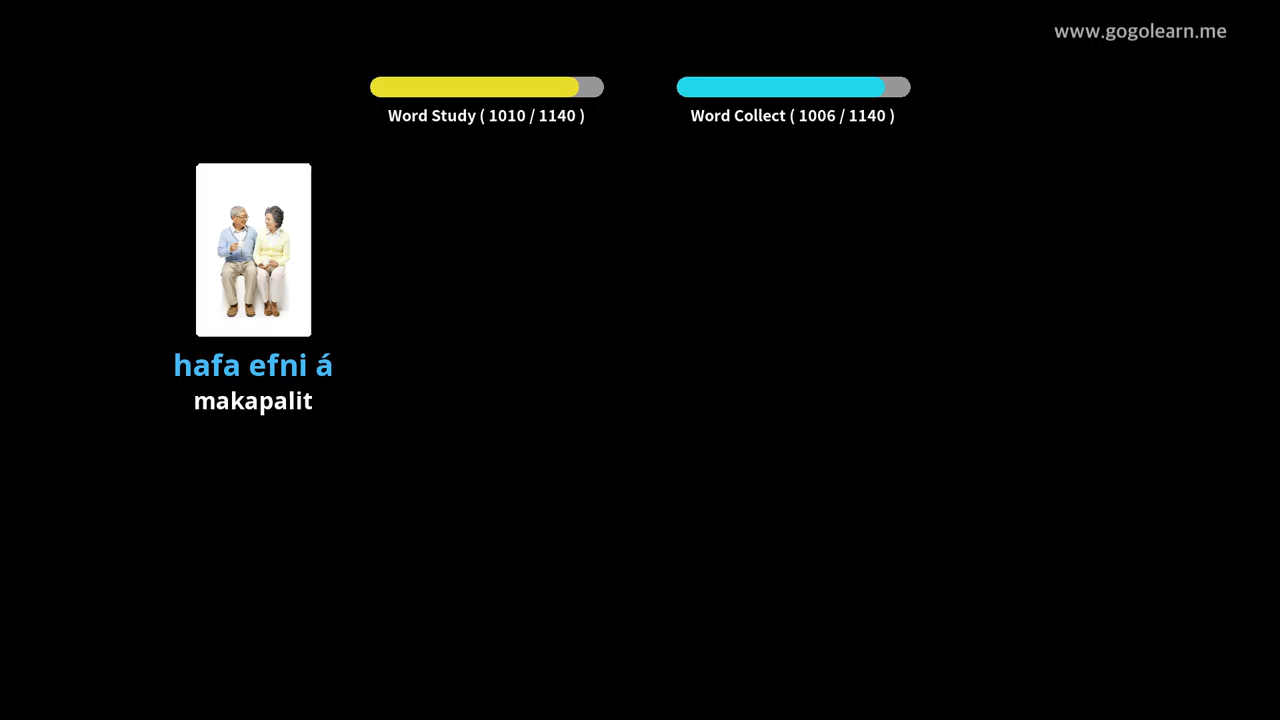 www.gogolearn.me
Word Study ( 1010 / 1140 )
Word Collect ( 1006 / 1140 )
hafa efni á
makapalit